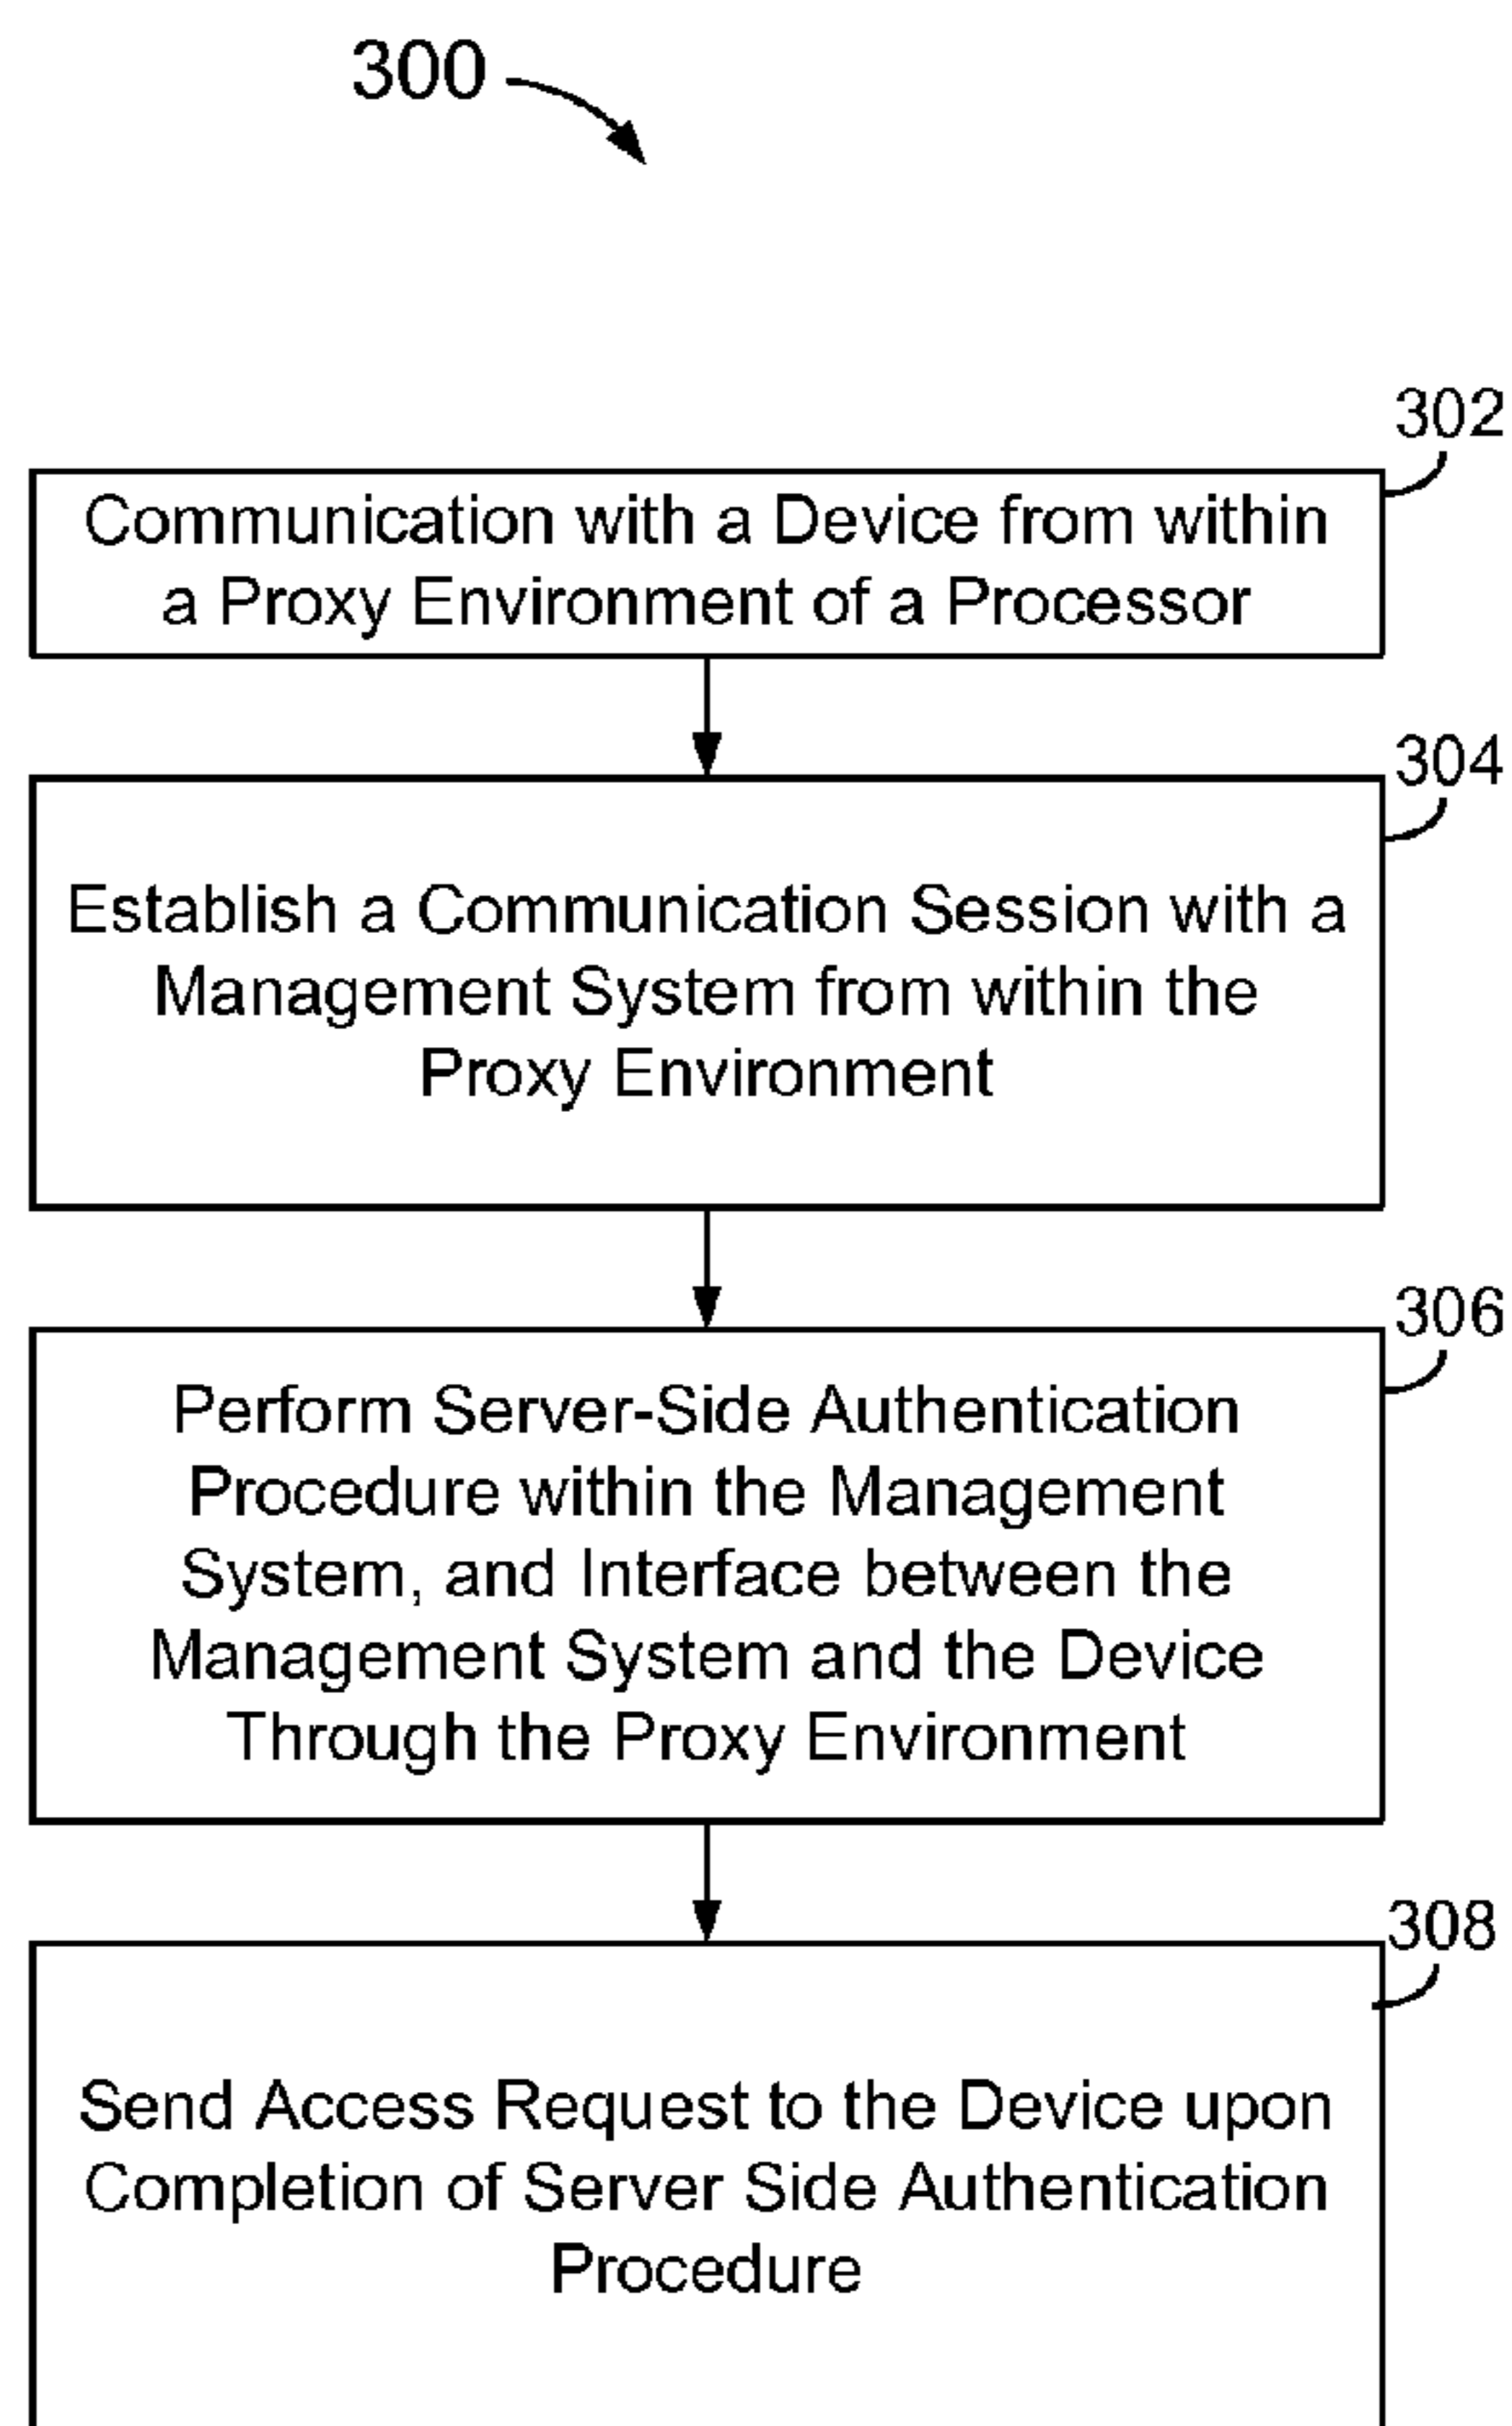 300
302
Communication with a Device from within
a Proxy Environment of a Processor
304
Establish a Communication Session with a
Management System from within the
Proxy Environment
306
Perform Server-Side Authentication
Procedure within the Management
System, and Interface between the
Management System and the Device
Through the Proxy Environment
308
Send Access Request to the Device upon
Completion of Server Side Authentication
Procedure